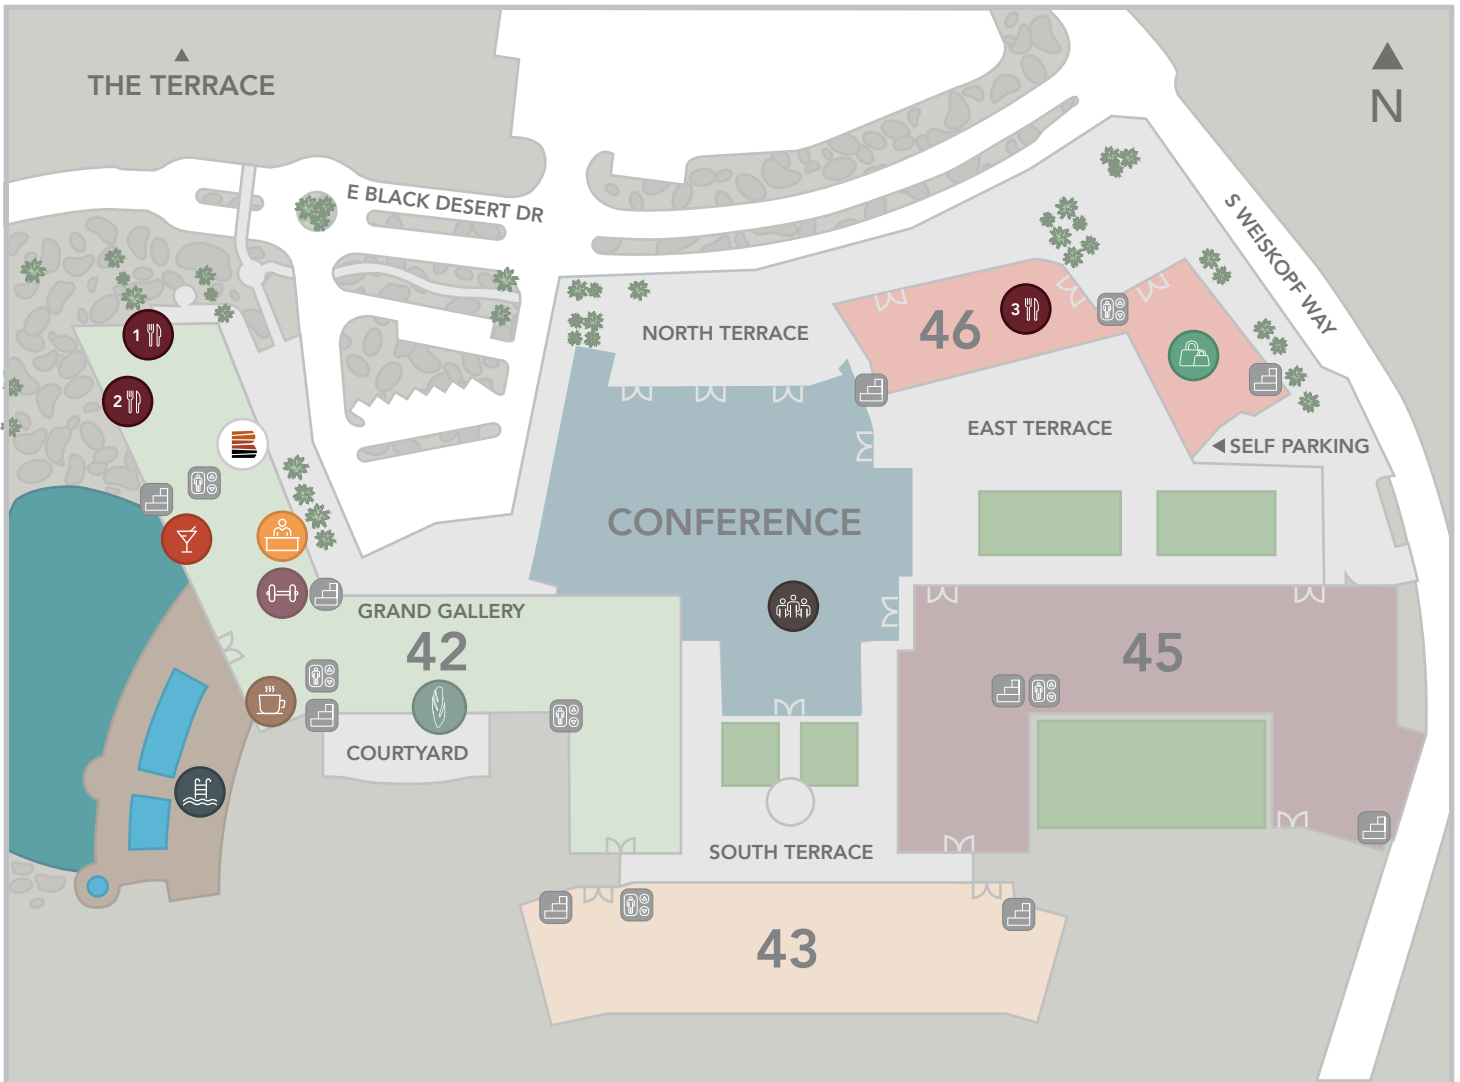 THE TERRACE
N
E BLACK DESERT DR
S WEISKOPF WAY
1
NORTH TERRACE
46
3
2
EAST TERRACE
SELF PARKING
CONFERENCE
GRAND GALLERY
42
45
COURTYARD
SOUTH TERRACE
43